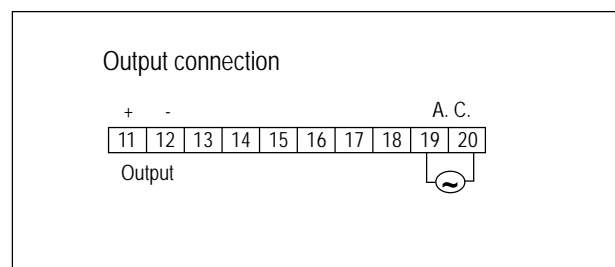 Output connection
+ - A. C.
11 12 13 14 15 16 17 18 19 20
Output
~